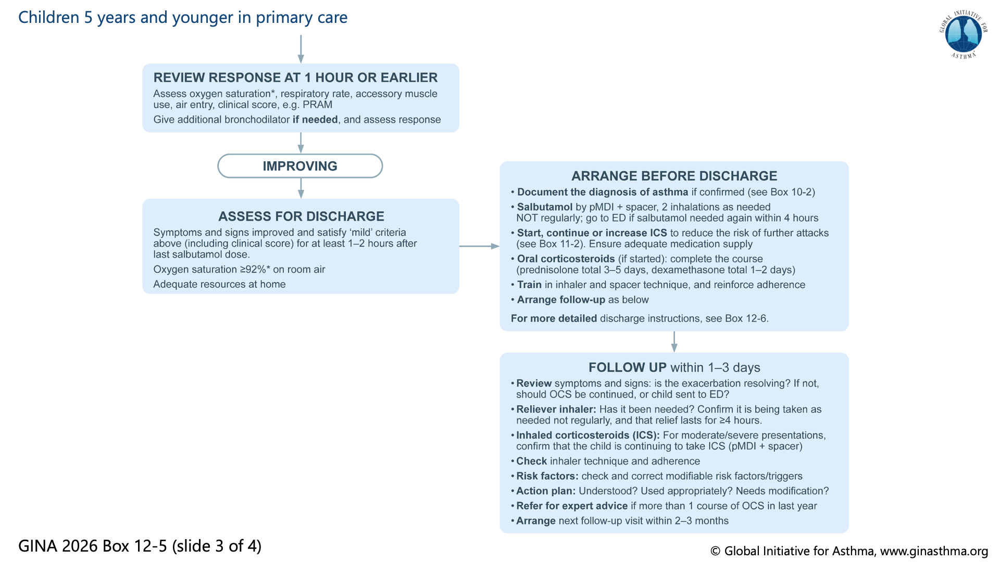 Children 5 years and younger in primary care
GLOBAL INITIATIVE FOR
ASTHMA
REVIEW RESPONSE AT 1 HOUR OR EARLIER
Assess oxygen saturation*, respiratory rate, accessory muscle
use, air entry, clinical score, e.g. PRAM
Give additional bronchodilator if needed, and assess response
IMPROVING
ASSESS FOR DISCHARGE
Symptoms and signs improved and satisfy ‘mild’ criteria
above (including clinical score) for at least 1–2 hours after
last salbutamol dose.
Oxygen saturation ≥92%* on room air
Adequate resources at home
ARRANGE BEFORE DISCHARGE
• Document the diagnosis of asthma if confirmed (see Box 10-2)
• Salbutamol by pMDI + spacer, 2 inhalations as needed
NOT regularly; go to ED if salbutamol needed again within 4 hours
• Start, continue or increase ICS to reduce the risk of further attacks
(see Box 11-2). Ensure adequate medication supply
• Oral corticosteroids (if started): complete the course
(prednisolone total 3–5 days, dexamethasone total 1–2 days)
• Train in inhaler and spacer technique, and reinforce adherence
• Arrange follow-up as below
For more detailed discharge instructions, see Box 12-6.
FOLLOW UP within 1–3 days
• Review symptoms and signs: is the exacerbation resolving? If not,
should OCS be continued, or child sent to ED?
• Reliever inhaler: Has it been needed? Confirm it is being taken as
needed not regularly, and that relief lasts for ≥4 hours.
• Inhaled corticosteroids (ICS): For moderate/severe presentations,
confirm that the child is continuing to take ICS (pMDI + spacer)
• Check inhaler technique and adherence
• Risk factors: check and correct modifiable risk factors/triggers
• Action plan: Understood? Used appropriately? Needs modification?
• Refer for expert advice if more than 1 course of OCS in last year
• Arrange next follow-up visit within 2–3 months
GINA 2026 Box 12-5 (slide 3 of 4)
© Global Initiative for Asthma, www.ginasthma.org